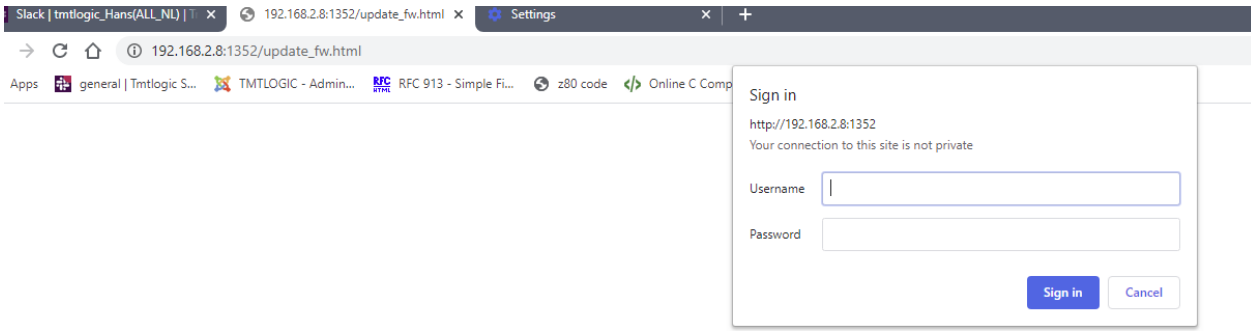 Slack | tmtlogic_Hans(ALL_NL) | T 192.168.2.8:1352/update_fw.html Settings
192.168.2.8:1352/update_fw.html
Apps general | Tmtlogic S... TMTLOGIC - Admin... RFC HTML RFC 913 - Simple Fi... z80 code Online C Comp
Sign in
http://192.168.2.8:1352
Your connection to this site is not private
Username
Password
Sign in Cancel